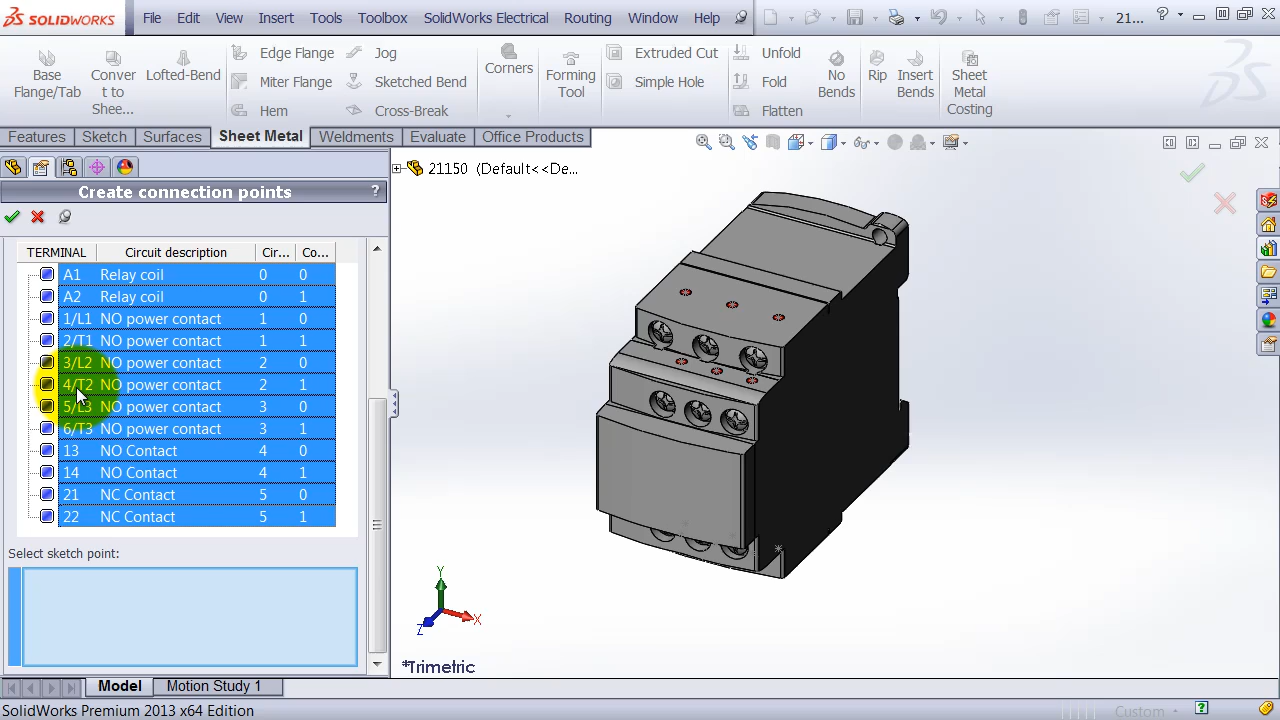 SOLIDWORKS File Edit View Insert Tools Toolbox SolidWorks Electrical Routing Window Help 21... ?
Base Flange/Tab
Conver t to Shee...
Lofted-Bend
Edge Flange
Miter Flange
Hem
Jog
Sketched Bend
Cross-Break
Corners
Forming Tool
Extruded Cut
Simple Hole
Unfold
Fold
Flatten
No Bends
Rip
Insert Bends
Sheet Metal Costing
Features Sketch Surfaces Sheet Metal Weldments Evaluate Office Products
21150 (Default< <De...
Create connection points ?
TERMINAL Circuit description Cir... Co...
A1 Relay coil 0 0
A2 Relay coil 0 1
1/L1 NO power contact 1 0
2/T1 NO power contact 1 1
3/L2 NO power contact 2 0
4/T2 NO power contact 2 1
5/L3 NO power contact 3 0
6/T3 NO power contact 3 1
13 NO Contact 4 0
14 NO Contact 4 1
21 NC Contact 5 0
22 NC Contact 5 1
Select sketch point:
Y
X
Z
*Trimetric
Model Motion Study 1
SolidWorks Premium 2013 x64 Edition Custom ?